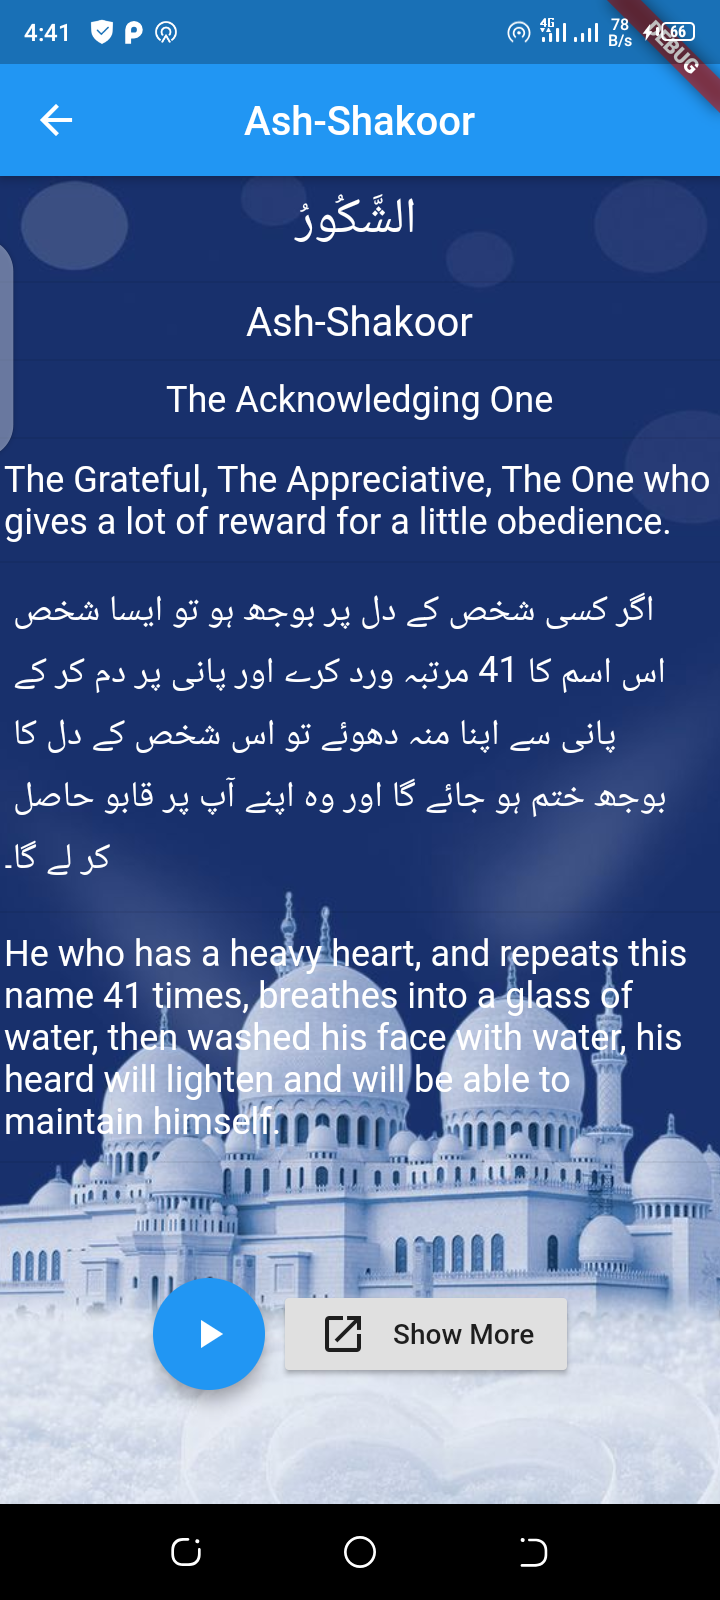 4:41
4G
78
B/s
66
DEBUG
Ash-Shakoor
الشَّكُورُ
Ash-Shakoor
The Acknowledging One
The Grateful, The Appreciative, The One who
gives a lot of reward for a little obedience.
اگر کسی شخص کے دل پر بوجھ ہو تو ایسا شخص
اس اسم کا 41 مرتبہ ورد کرے اور پانی پر دم کر کے
پانی سے اپنا منہ دھوئے تو اس شخص کے دل کا
بوجھ ختم ہو جائے گا اور وہ اپنے آپ پر قابو حاصل
کر لے گا۔
He who has a heavy heart, and repeats this
name 41 times, breathes into a glass of
water, then washed his face with water, his
heard will lighten and will be able to
maintain himself.
Show More